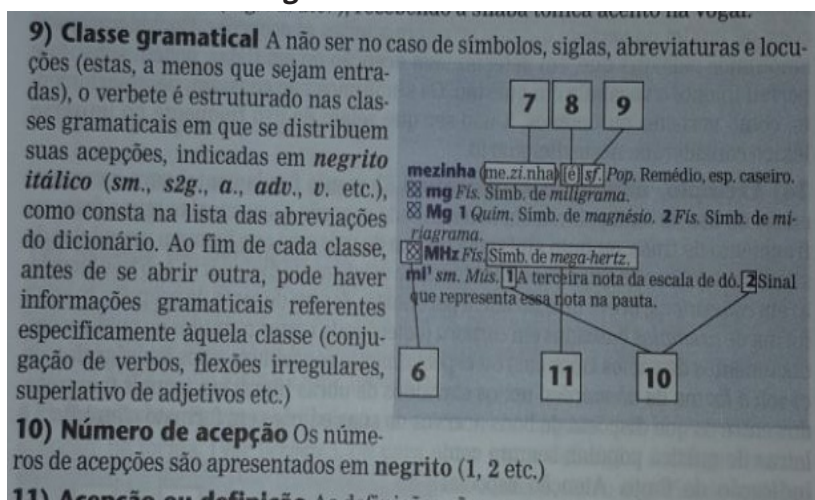 9) Classe gramatical A não ser no caso de símbolos, siglas, abreviaturas e locu-
ções (estas, a menos que sejam entra-
das), o verbete é estruturado nas clas-
ses gramaticais em que se distribuem
suas acepções, indicadas em negrito
itálico (sm., s2g., a., adv., v. etc.),
como consta na lista das abreviações
do dicionário. Ao fim de cada classe,
antes de se abrir outra, pode haver
informações gramaticais referentes
especificamente àquela classe (conju-
gação de verbos, flexões irregulares,
superlativo de adjetivos etc.)
7 8 9
mezinha (me.zi.nha) [é] sf. Pop. Remédio, esp. caseiro.
mg Fís. Símb. de miligrama.
Mg 1 Quím. Símb. de magnésio. 2 Fís. Símb. de mi-
riagrama.
MHz Fís. Símb. de mega-hertz.
mi¹ sm. Mús. 1 A terceira nota da escala de dó. 2 Sinal
que representa essa nota na pauta.
6 11 10
10) Número de acepção Os núme-
ros de acepções são apresentados em negrito (1, 2 etc.)
11) Acepção ou definição